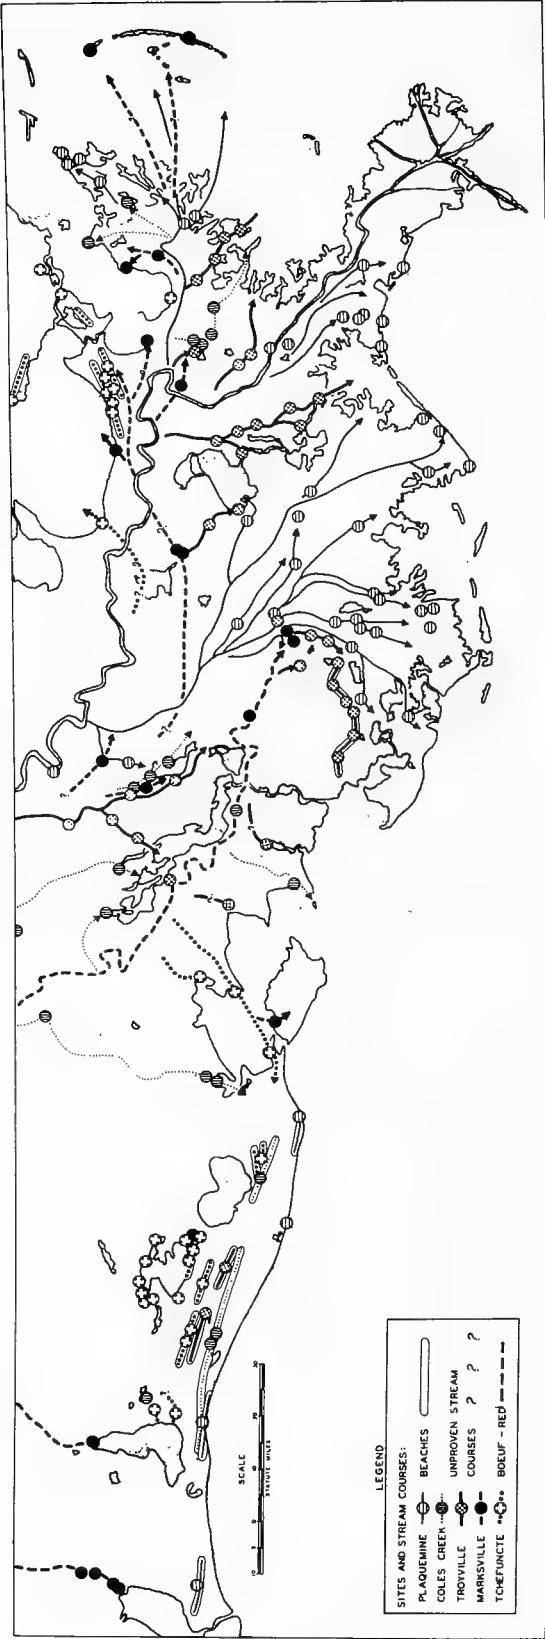 LEGEND
SITES AND STREAM COURSES:
PLAQUEMINE
COLES CREEK
TROYVILLE
MARKSVILLE
TCHEFUNCTE
BEACHES
UNPROVEN STREAM
COURSES ? ? ?
BOEUF-RED
SCALE
STATUTE MILES